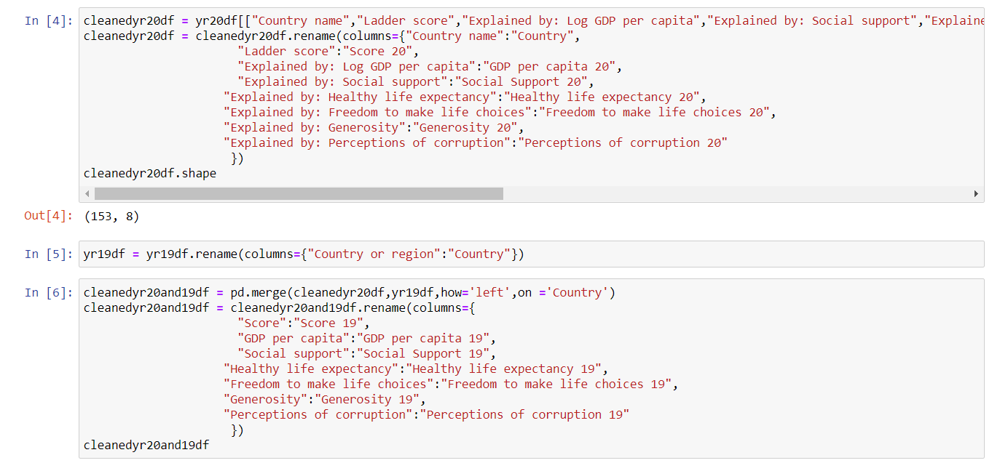 In [4]: cleanedyr20df = yr20df[["Country name","Ladder score","Explained by: Log GDP per capita","Explained by: Social support","Explaine
cleanedyr20df = cleanedyr20df.rename(columns={"Country name":"Country",
"Ladder score":"Score 20",
"Explained by: Log GDP per capita":"GDP per capita 20",
"Explained by: Social support":"Social Support 20",
"Explained by: Healthy life expectancy":"Healthy life expectancy 20",
"Explained by: Freedom to make life choices":"Freedom to make life choices 20",
"Explained by: Generosity":"Generosity 20",
"Explained by: Perceptions of corruption":"Perceptions of corruption 20"
})
cleanedyr20df.shape
Out[4]: (153, 8)
In [5]: yr19df = yr19df.rename(columns={"Country or region":"Country"})
In [6]: cleanedyr20and19df = pd.merge(cleanedyr20df,yr19df,how='left',on ='Country')
cleanedyr20and19df = cleanedyr20and19df.rename(columns={
"Score":"Score 19",
"GDP per capita":"GDP per capita 19",
"Social support":"Social Support 19",
"Healthy life expectancy":"Healthy life expectancy 19",
"Freedom to make life choices":"Freedom to make life choices 19",
"Generosity":"Generosity 19",
"Perceptions of corruption":"Perceptions of corruption 19"
})
cleanedyr20and19df